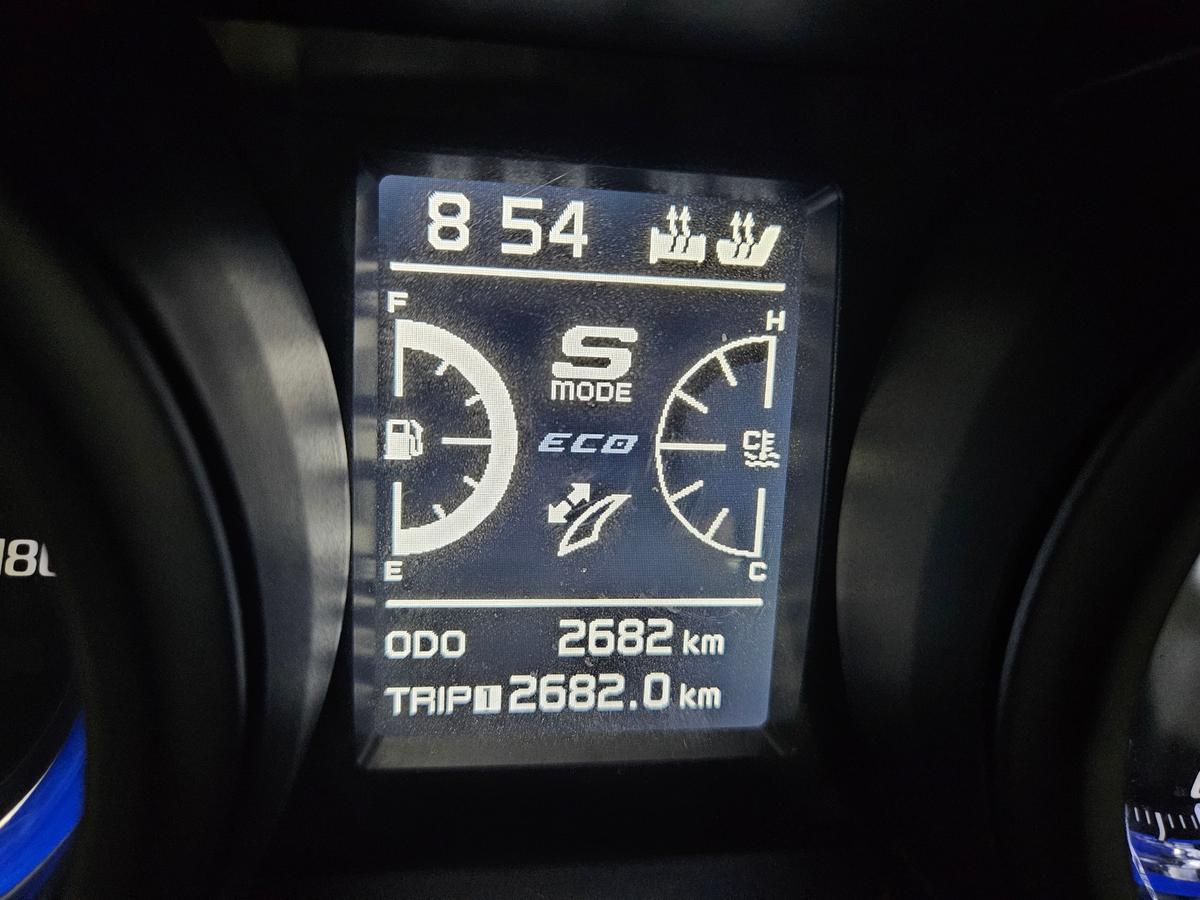 8 54
F
H
S
MODE
ECO
E
C
ODO 2682 km
TRIP 1 2682.0 km